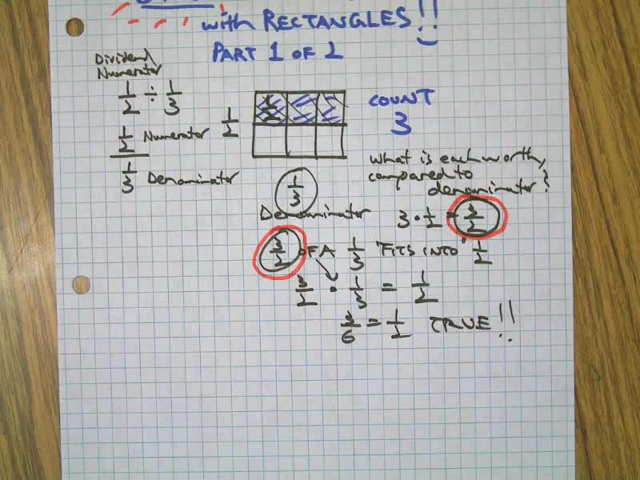 with RECTANGLES!!
PART 1 OF 2
Dividend/
Numerator
1/2 ÷ 1/3
1/2 Numerator
1/3 Denominator
1/2
COUNT
3
1/3
Denominator
What is each worth,
compared to
denominator?
3 · 1/2 = 3/2
3/2 OF A 1/3 "FITS INTO" 1/2
3/2 · 1/3 = 1/2
3/6 = 1/2 TRUE!!